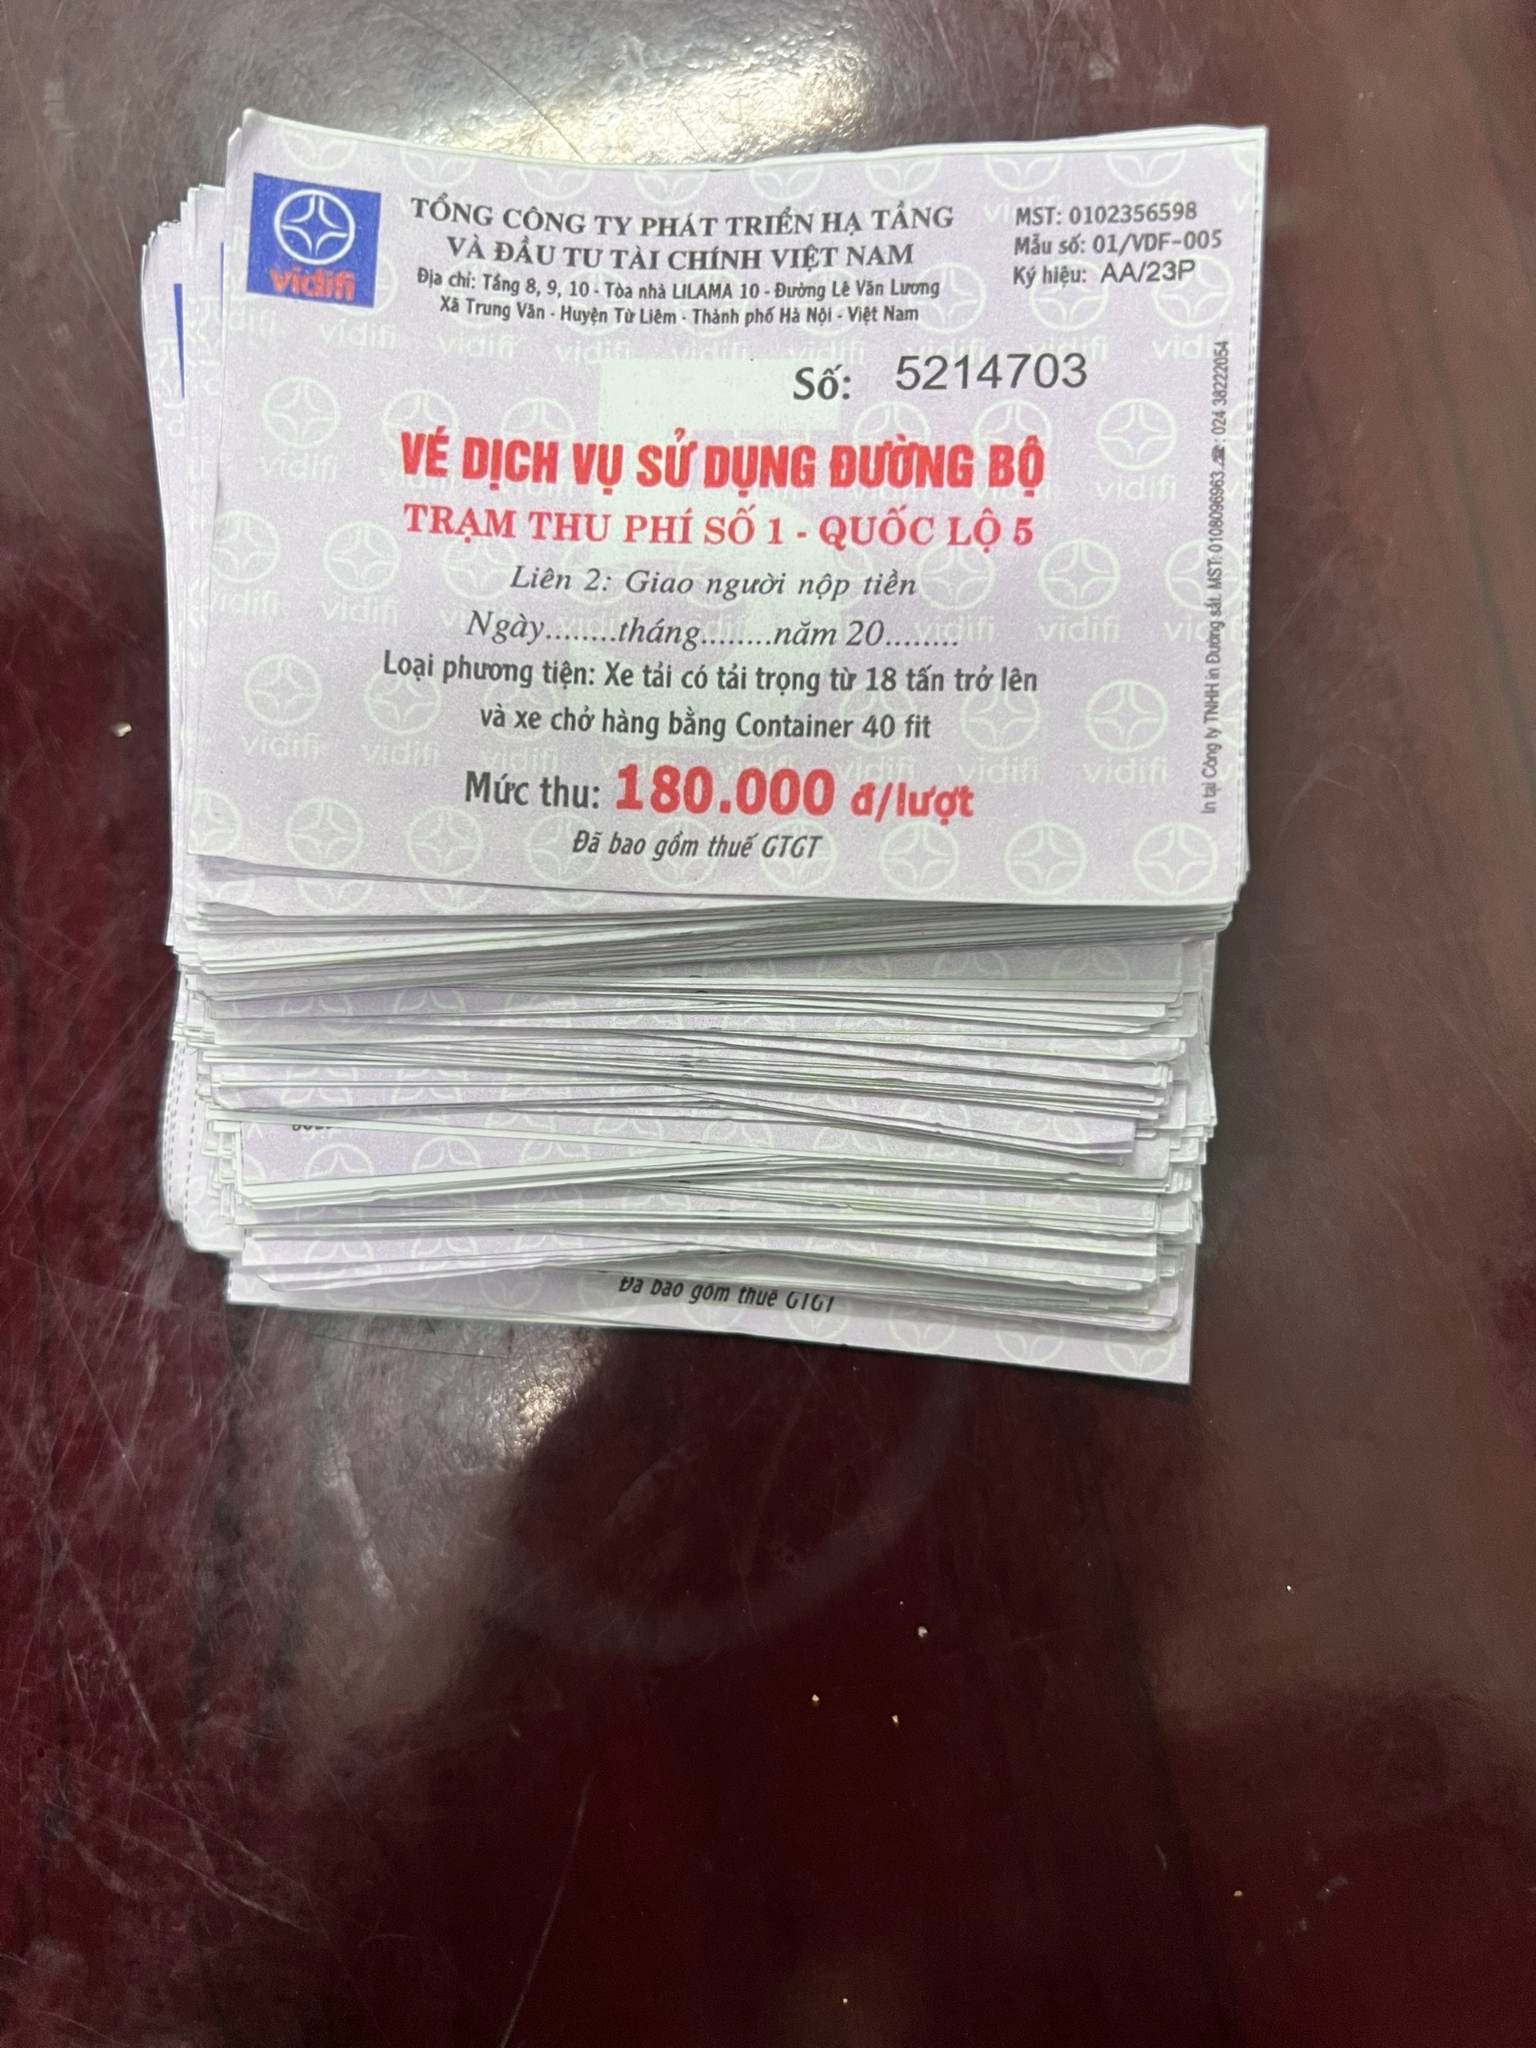 vidifi
TỔNG CÔNG TY PHÁT TRIỂN HẠ TẦNG
VÀ ĐẦU TƯ TÀI CHÍNH VIỆT NAM
Địa chỉ: Tầng 8, 9, 10 - Tòa nhà LILAMA 10 - Đường Lê Văn Lương
Xã Trung Văn - Huyện Từ Liêm - Thành phố Hà Nội - Việt Nam
MST: 0102356598
Mẫu số: 01/VDF-005
Ký hiệu: AA/23P
Số: 5214703
VÉ DỊCH VỤ SỬ DỤNG ĐƯỜNG BỘ
TRẠM THU PHÍ SỐ 1 - QUỐC LỘ 5
Liên 2: Giao người nộp tiền
Ngày........tháng........năm 20........
Loại phương tiện: Xe tải có tải trọng từ 18 tấn trở lên
và xe chở hàng bằng Container 40 fit
Mức thu: 180.000 đ/lượt
Đã bao gồm thuế GTGT
In tại Công ty TNHH in Đường sắt. MST: 0108096963 ☎: 024 38222054
Đã bao gồm thuế GTGT